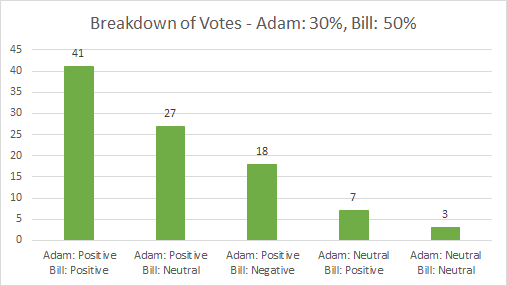 Breakdown of Votes - Adam: 30%, Bill: 50%
45
40
35
30
25
20
15
10
5
0
41
27
18
7
3
Adam: Positive
Bill: Positive
Adam: Positive
Bill: Neutral
Adam: Positive
Bill: Negative
Adam: Neutral
Bill: Positive
Adam: Neutral
Bill: Neutral